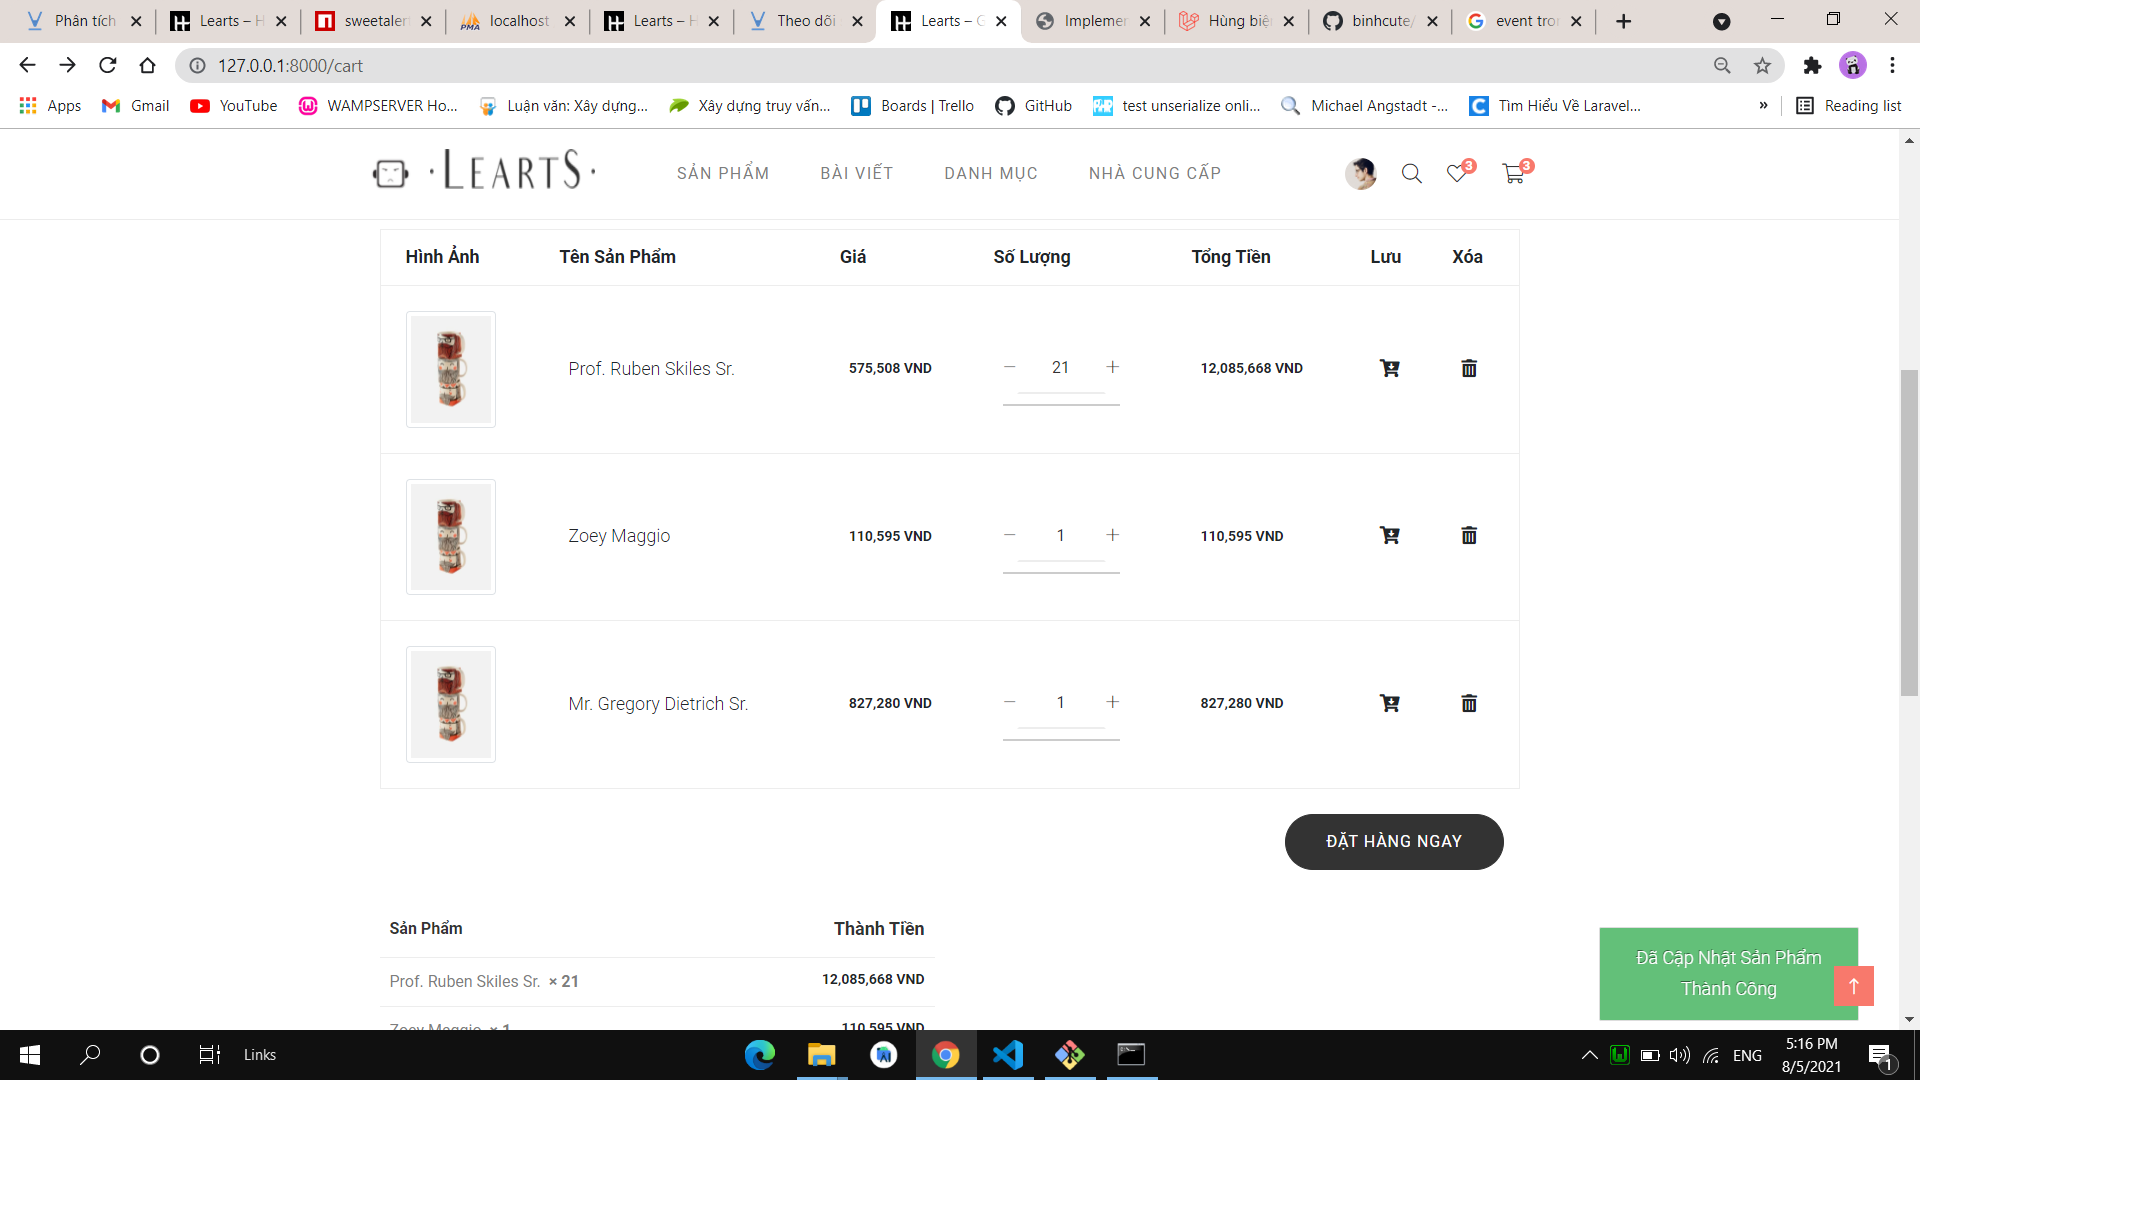 Phân tích
Learts – H
sweetalert
localhost
Learts – H
Theo dõi
Learts – G
Implemen
Hùng biện
binhcute/
event tron
127.0.0.1:8000/cart
Apps
Gmail
YouTube
WAMPSERVER Ho...
Luận văn: Xây dựng...
Xây dựng truy vấn...
Boards | Trello
GitHub
test unserialize onli...
Michael Angstadt -...
Tìm Hiểu Về Laravel...
»
Reading list
·LEARTS·
SẢN PHẨM
BÀI VIẾT
DANH MỤC
NHÀ CUNG CẤP
3
3
Hình Ảnh Tên Sản Phẩm Giá Số Lượng Tổng Tiền Lưu Xóa
Prof. Ruben Skiles Sr. 575,508 VND − 21 + 12,085,668 VND
Zoey Maggio 110,595 VND − 1 + 110,595 VND
Mr. Gregory Dietrich Sr. 827,280 VND − 1 + 827,280 VND
ĐẶT HÀNG NGAY
Sản Phẩm Thành Tiền
Prof. Ruben Skiles Sr. × 21 12,085,668 VND
Zoey Maggio × 1 110,595 VND
Đã Cập Nhật Sản Phẩm
Thành Công
Links
ENG
5:16 PM
8/5/2021
1